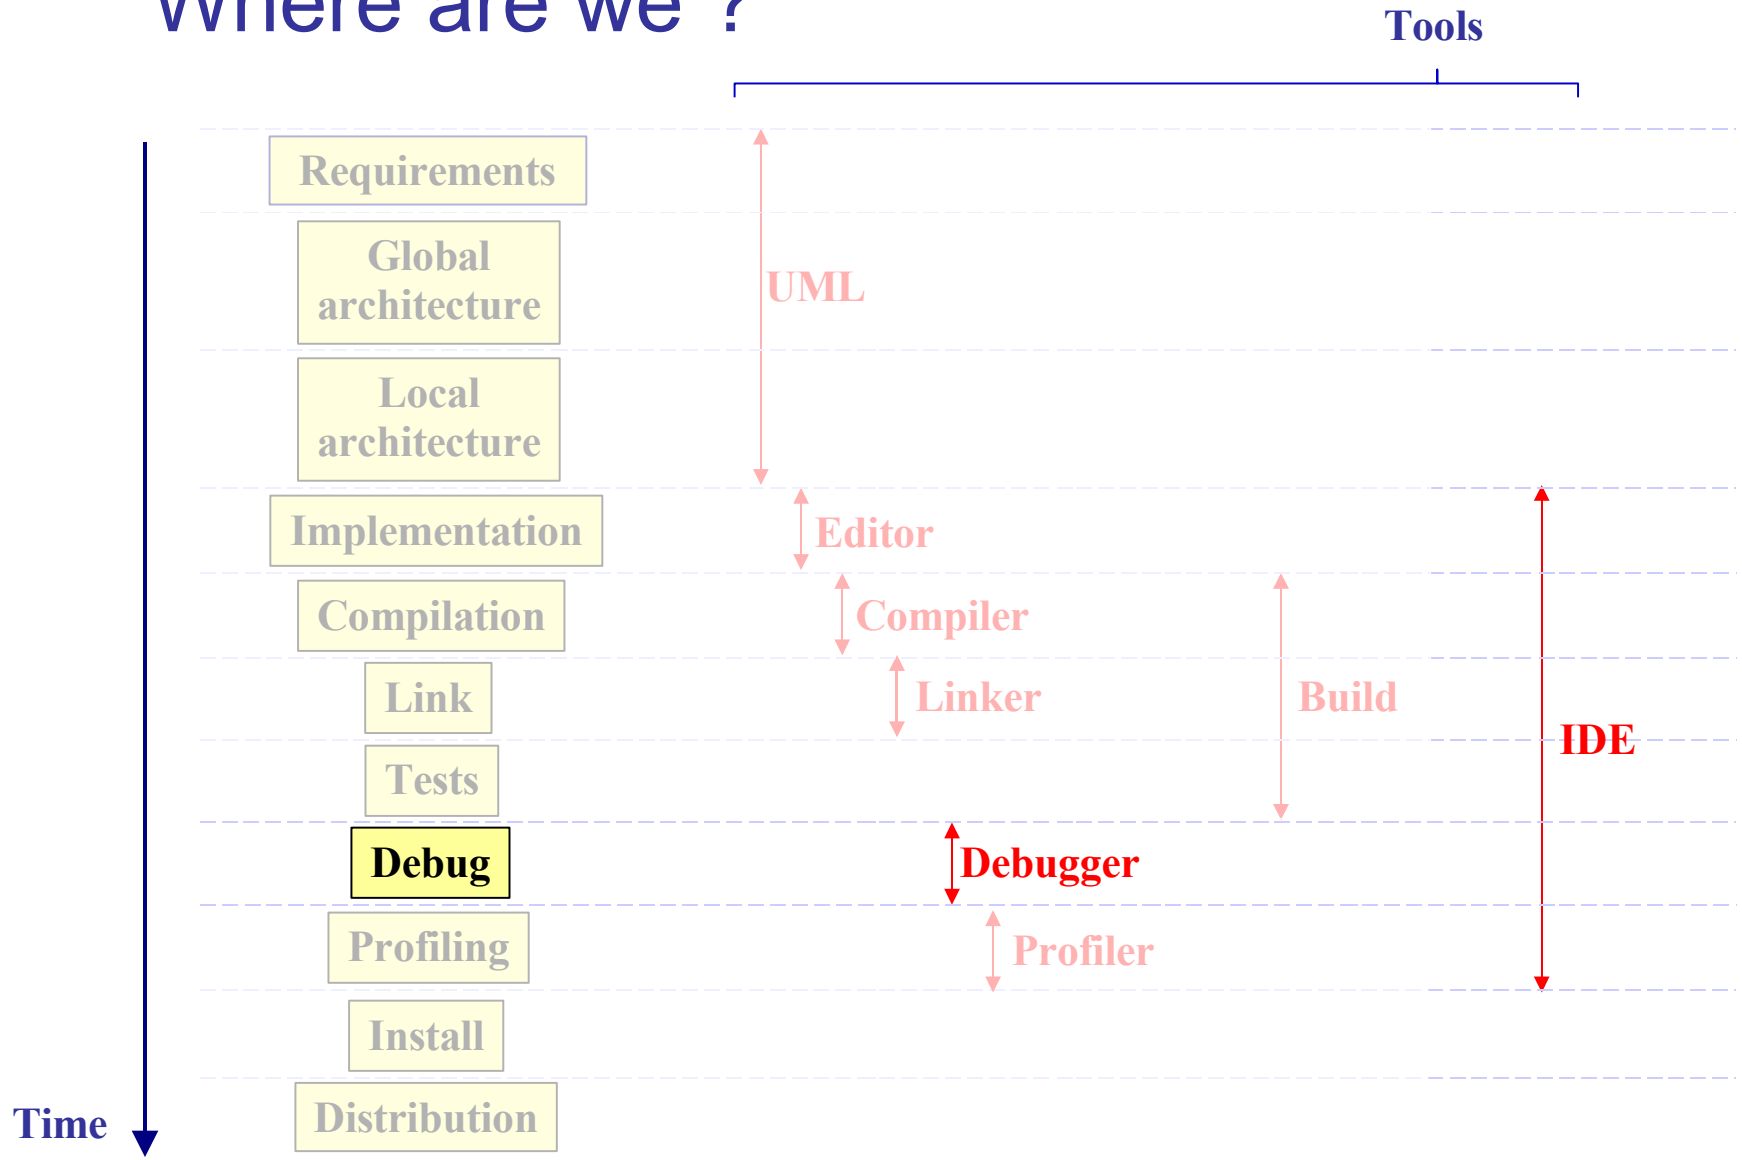 Where are we ?
Tools
Requirements
Global
architecture
UML
Local
architecture
Implementation
Editor
Compilation
Compiler
Link
Linker
Build
IDE
Tests
Debug
Debugger
Profiling
Profiler
Install
Distribution
Time